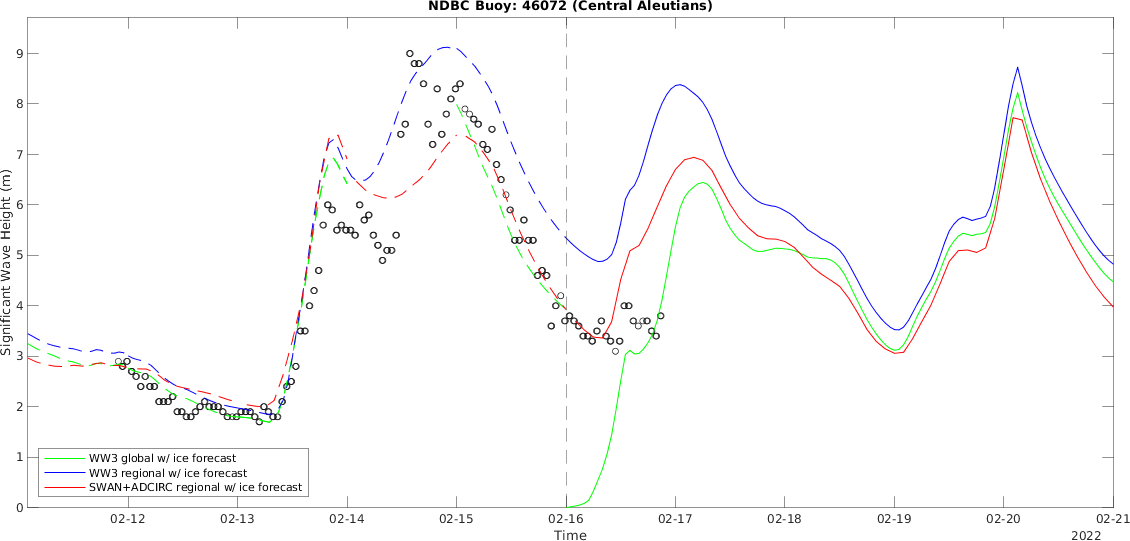 NDBC Buoy: 46072 (Central Aleutians)
Significant Wave Height (m)
9
8
7
6
5
4
3
2
1
0
WW3 global w/ ice forecast
WW3 regional w/ ice forecast
SWAN+ADCIRC regional w/ ice forecast
02-12 02-13 02-14 02-15 02-16 02-17 02-18 02-19 02-20 02-21
Time
2022